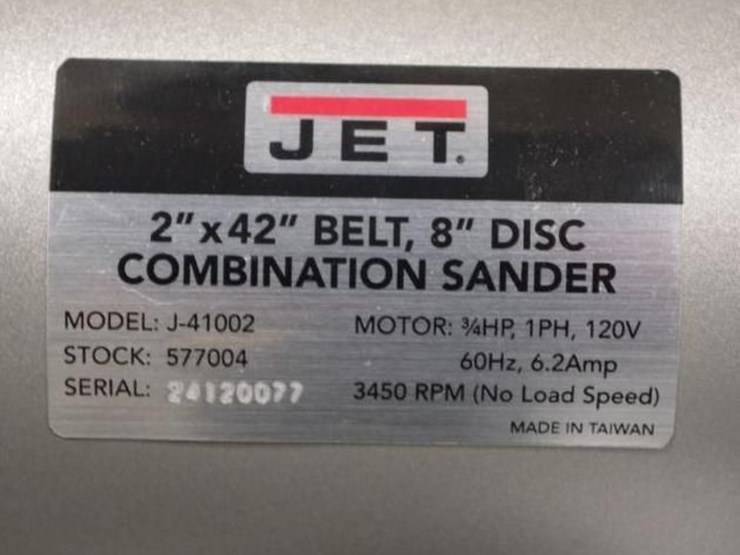 JET.
2" x 42" BELT, 8" DISC
COMBINATION SANDER
MODEL: J-41002
STOCK: 577004
SERIAL: 24120077
MOTOR: ¾HP, 1PH, 120V
60Hz, 6.2Amp
3450 RPM (No Load Speed)
MADE IN TAIWAN